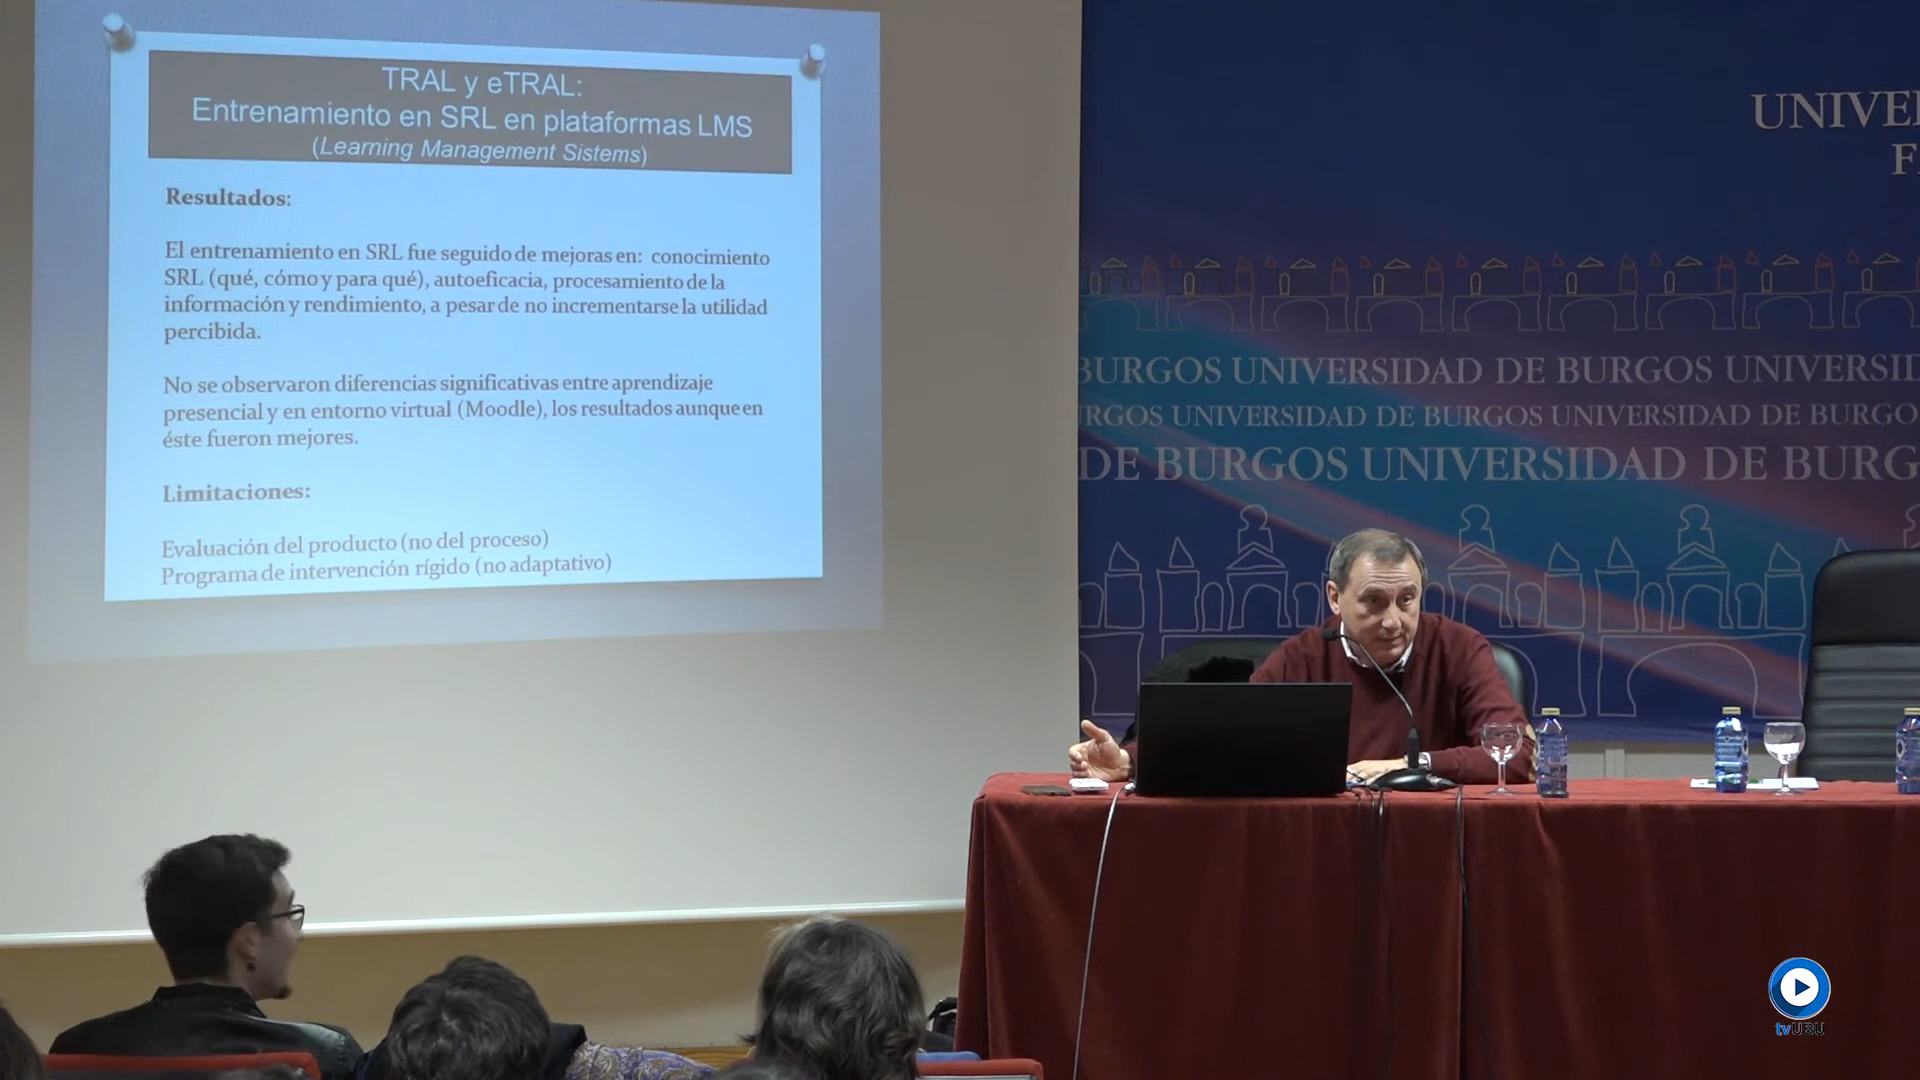 TRAL y eTRAL:
Entrenamiento en SRL en plataformas LMS
(Learning Management Sistems)
Resultados:
El entrenamiento en SRL fue seguido de mejoras en: conocimiento
SRL (qué, cómo y para qué), autoeficacia, procesamiento de la
información y rendimiento, a pesar de no incrementarse la utilidad
percibida.
No se observaron diferencias significativas entre aprendizaje
presencial y en entorno virtual (Moodle), los resultados aunque en
éste fueron mejores.
Limitaciones:
Evaluación del producto (no del proceso)
Programa de intervención rígido (no adaptativo)
UNIVE
F
BURGOS UNIVERSIDAD DE BURGOS UNIVERSID
URGOS UNIVERSIDAD DE BURGOS UNIVERSIDAD DE BURGO
DE BURGOS UNIVERSIDAD DE BURG
tvUBU